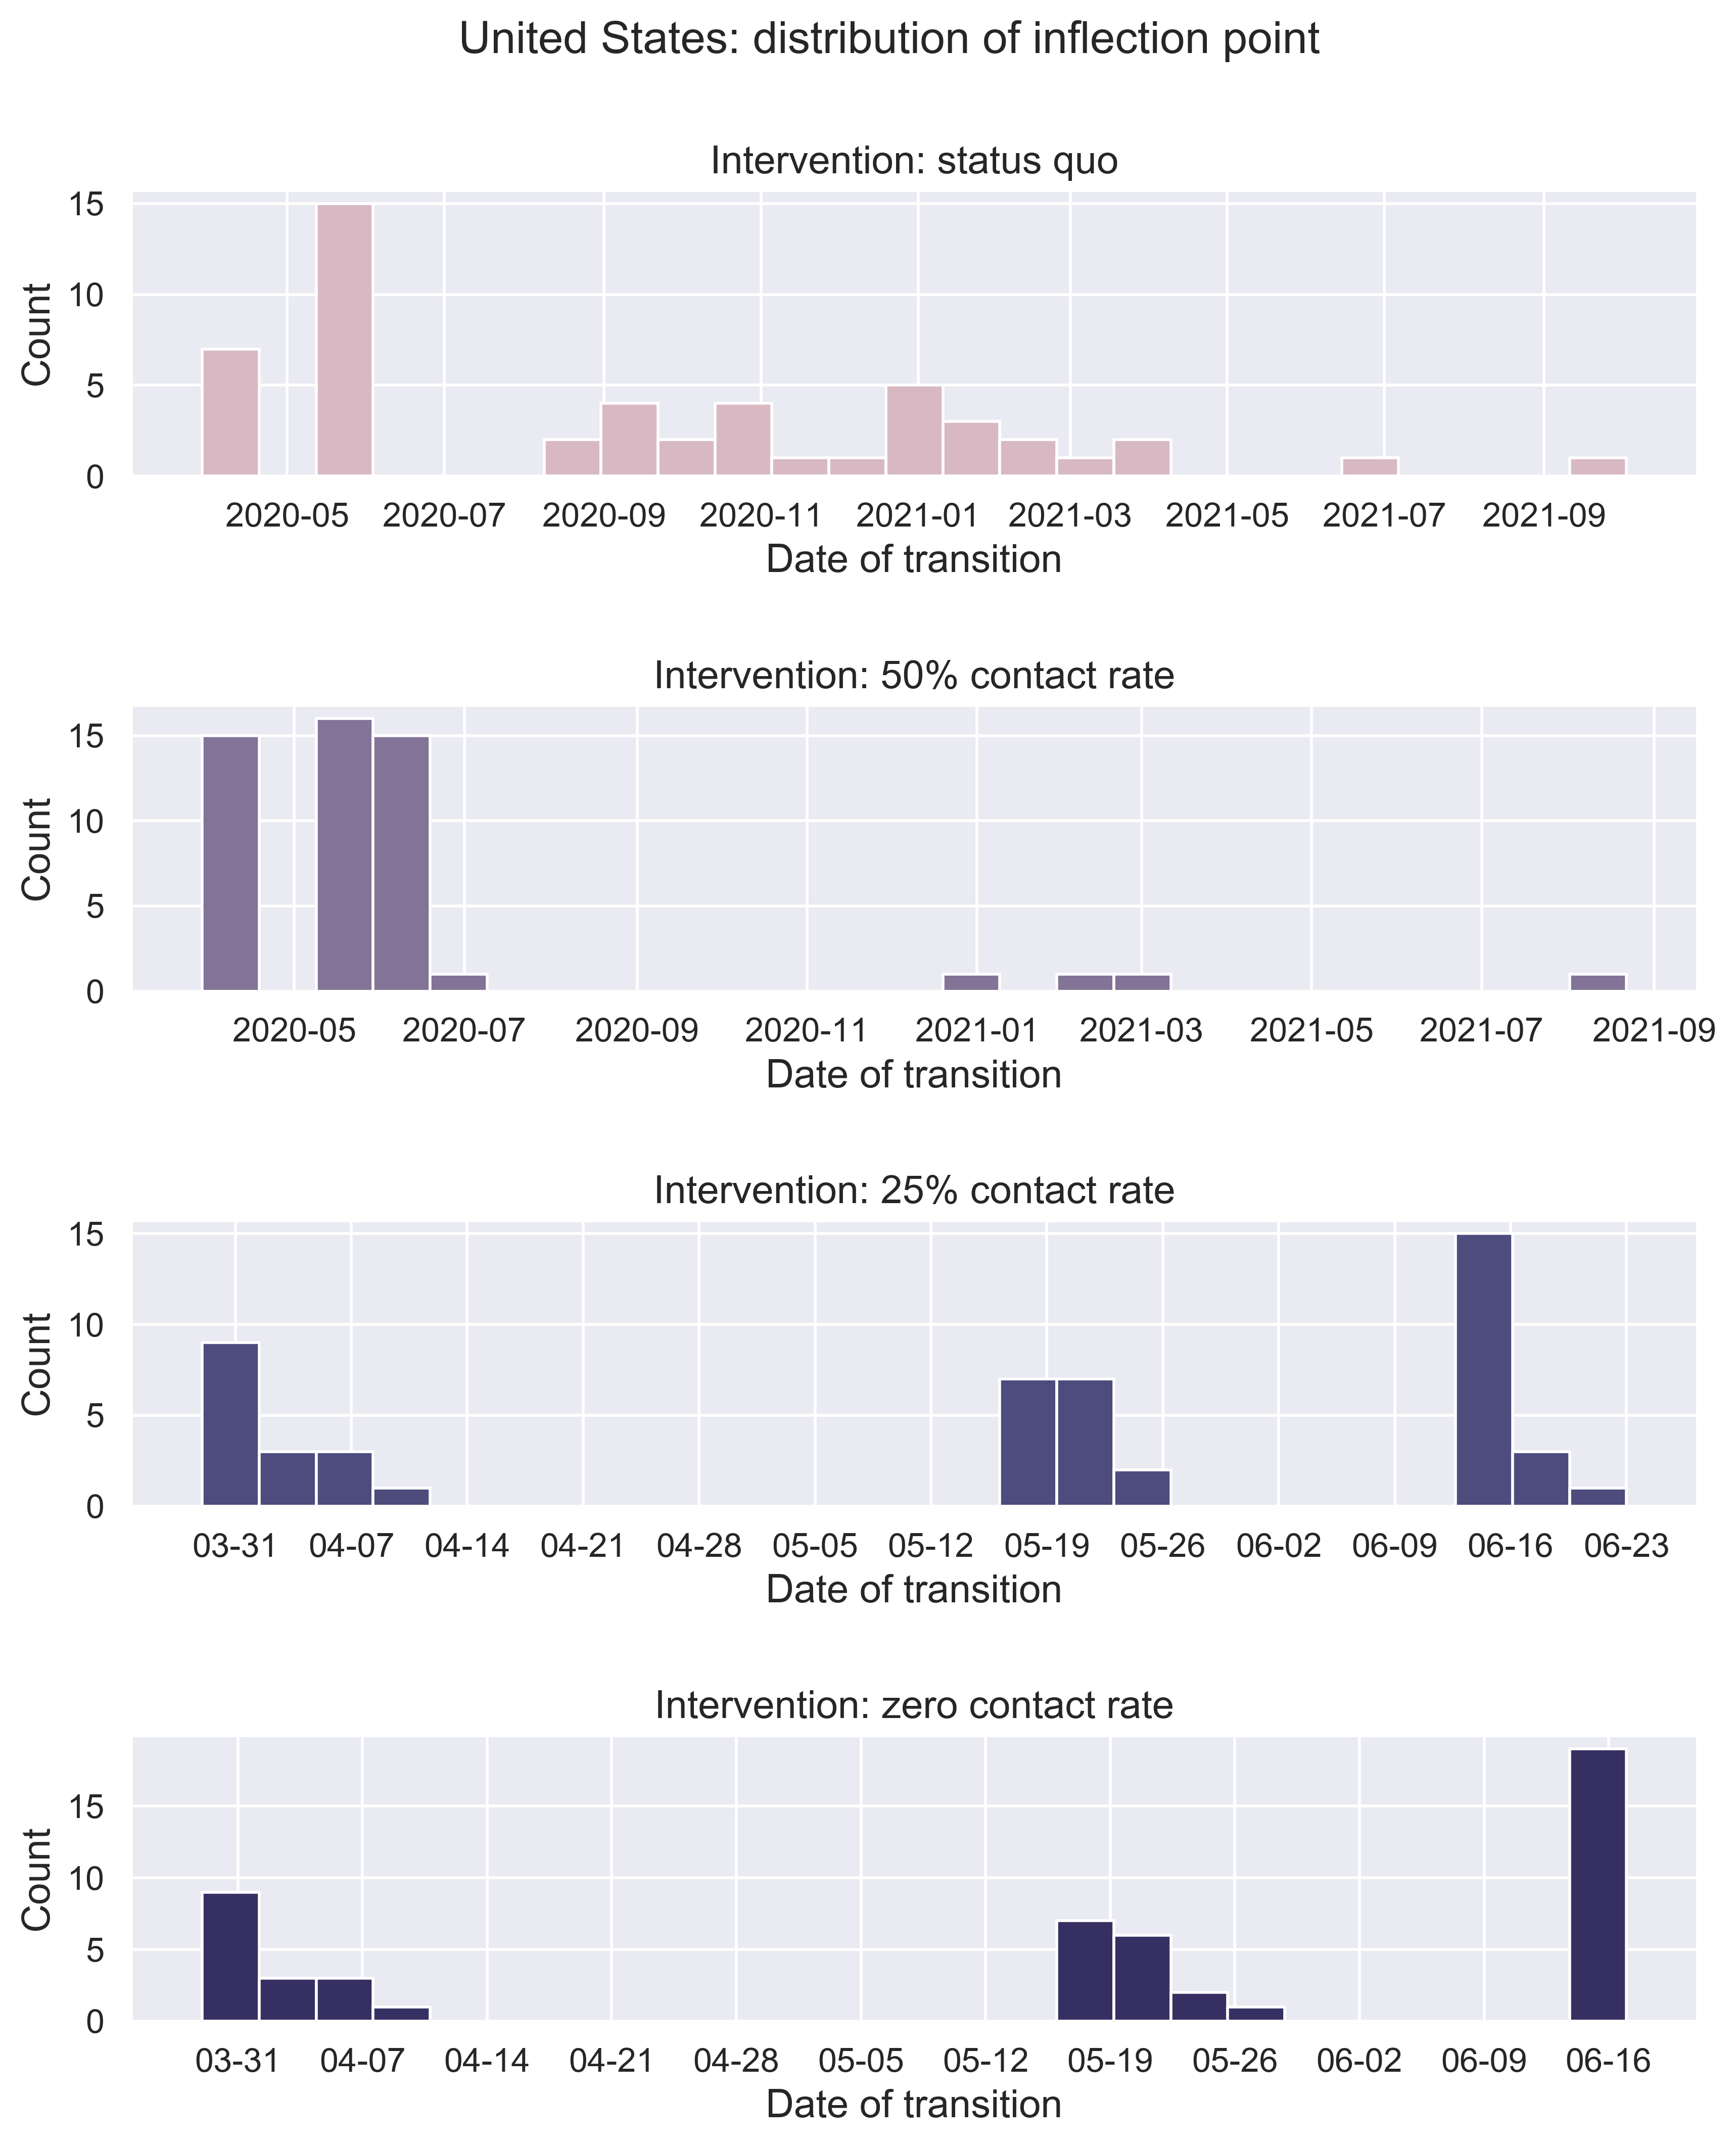 United States: distribution of inflection point
Intervention: status quo
15
10
5
0
Count
2020-05 2020-07 2020-09 2020-11 2021-01 2021-03 2021-05 2021-07 2021-09
Date of transition
Intervention: 50% contact rate
15
10
5
0
Count
2020-05 2020-07 2020-09 2020-11 2021-01 2021-03 2021-05 2021-07 2021-09
Date of transition
Intervention: 25% contact rate
15
10
5
0
Count
03-31 04-07 04-14 04-21 04-28 05-05 05-12 05-19 05-26 06-02 06-09 06-16 06-23
Date of transition
Intervention: zero contact rate
15
10
5
0
Count
03-31 04-07 04-14 04-21 04-28 05-05 05-12 05-19 05-26 06-02 06-09 06-16
Date of transition